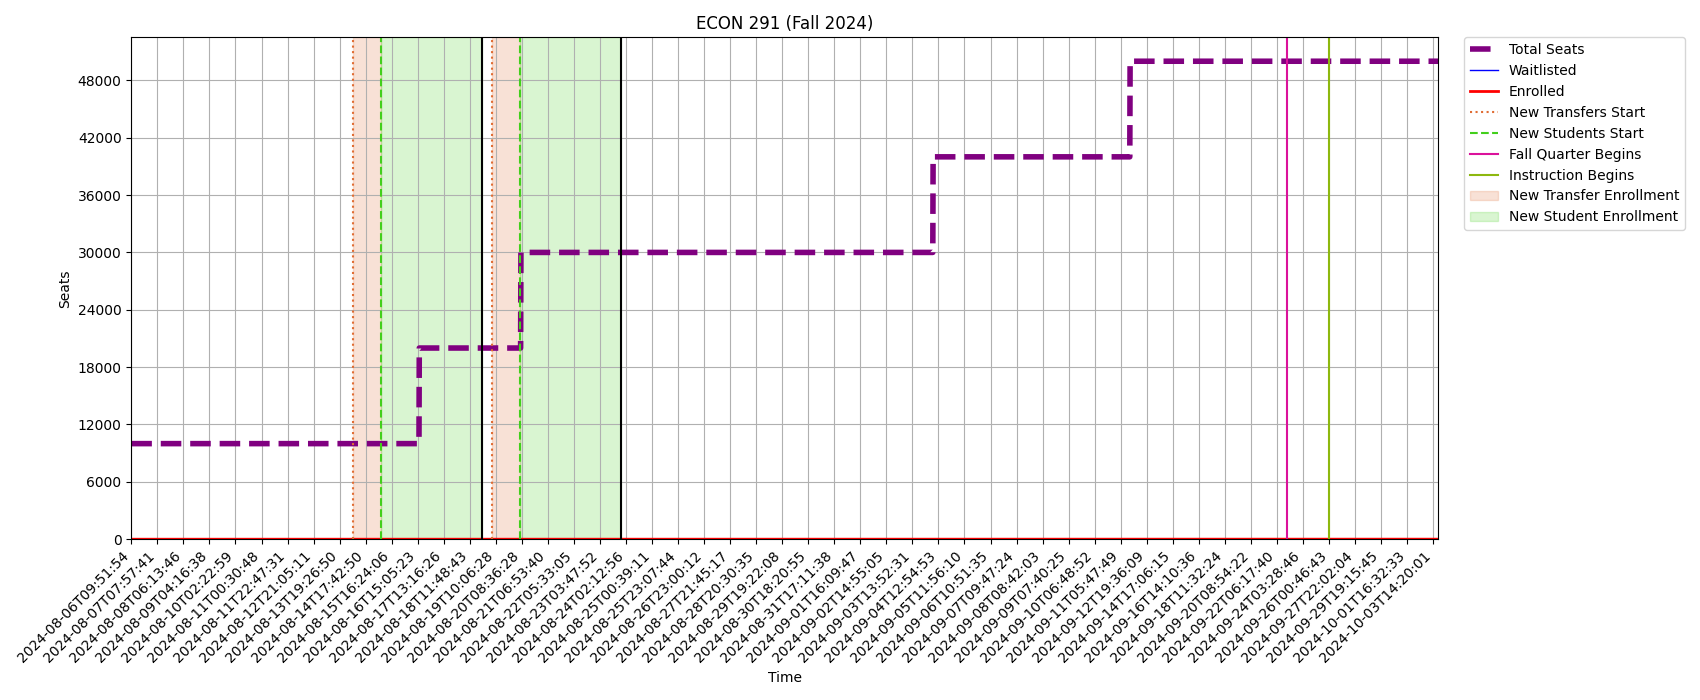 ECON 291 (Fall 2024)
Seats
48000
42000
36000
30000
24000
18000
12000
6000
0
2024-08-06T09:51:54
2024-08-07T07:57:41
2024-08-08T06:13:46
2024-08-09T04:16:38
2024-08-10T02:22:59
2024-08-11T00:30:48
2024-08-11T22:47:31
2024-08-12T21:05:11
2024-08-13T19:26:50
2024-08-14T17:42:50
2024-08-15T16:24:06
2024-08-16T15:05:23
2024-08-17T13:16:26
2024-08-18T11:48:43
2024-08-19T10:06:28
2024-08-20T08:36:28
2024-08-21T06:53:40
2024-08-22T05:33:05
2024-08-23T03:47:52
2024-08-24T02:12:56
2024-08-25T00:39:11
2024-08-25T23:07:44
2024-08-26T23:00:12
2024-08-27T21:45:17
2024-08-28T20:30:35
2024-08-29T19:22:08
2024-08-30T18:20:55
2024-08-31T17:11:38
2024-09-01T16:09:47
2024-09-02T14:55:05
2024-09-03T13:52:31
2024-09-04T12:54:53
2024-09-05T11:56:10
2024-09-06T10:51:35
2024-09-07T09:47:24
2024-09-08T08:42:03
2024-09-09T07:40:25
2024-09-10T06:48:52
2024-09-11T05:47:49
2024-09-12T19:36:09
2024-09-14T17:06:15
2024-09-16T14:10:36
2024-09-18T11:32:24
2024-09-20T08:54:22
2024-09-22T06:17:40
2024-09-24T03:28:46
2024-09-26T00:46:43
2024-09-27T22:02:04
2024-09-29T19:15:45
2024-10-01T16:32:33
2024-10-03T14:20:01
Time
Total Seats
Waitlisted
Enrolled
New Transfers Start
New Students Start
Fall Quarter Begins
Instruction Begins
New Transfer Enrollment
New Student Enrollment